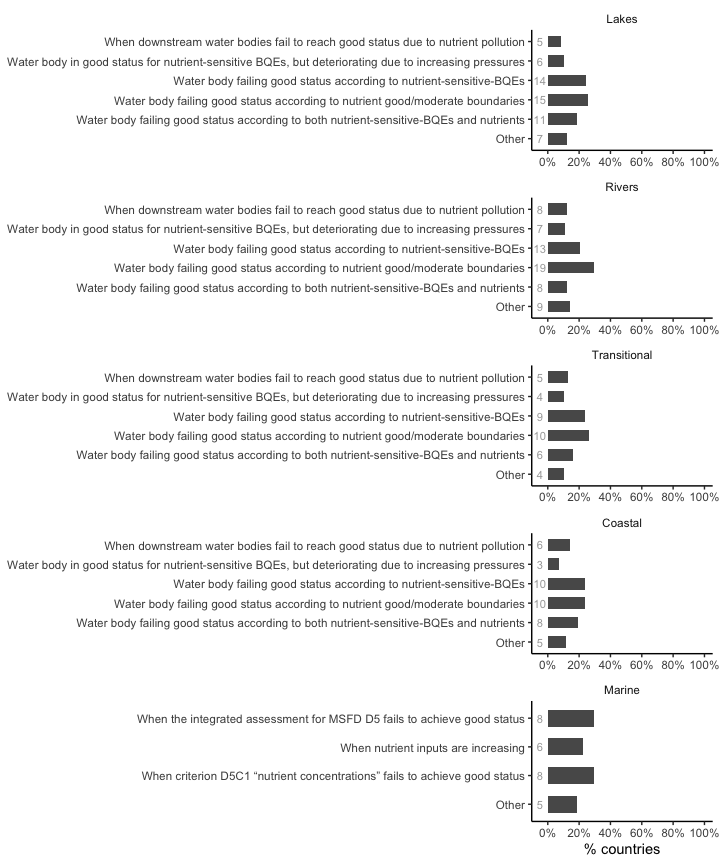 Lakes
When downstream water bodies fail to reach good status due to nutrient pollution 5
Water body in good status for nutrient-sensitive BQEs, but deteriorating due to increasing pressures 6
Water body failing good status according to nutrient-sensitive-BQEs 14
Water body failing good status according to nutrient good/moderate boundaries 15
Water body failing good status according to both nutrient-sensitive-BQEs and nutrients 11
Other 7
0% 20% 40% 60% 80% 100%
Rivers
When downstream water bodies fail to reach good status due to nutrient pollution 8
Water body in good status for nutrient-sensitive BQEs, but deteriorating due to increasing pressures 7
Water body failing good status according to nutrient-sensitive-BQEs 13
Water body failing good status according to nutrient good/moderate boundaries 19
Water body failing good status according to both nutrient-sensitive-BQEs and nutrients 8
Other 9
0% 20% 40% 60% 80% 100%
Transitional
When downstream water bodies fail to reach good status due to nutrient pollution 5
Water body in good status for nutrient-sensitive BQEs, but deteriorating due to increasing pressures 4
Water body failing good status according to nutrient-sensitive-BQEs 9
Water body failing good status according to nutrient good/moderate boundaries 10
Water body failing good status according to both nutrient-sensitive-BQEs and nutrients 6
Other 4
0% 20% 40% 60% 80% 100%
Coastal
When downstream water bodies fail to reach good status due to nutrient pollution 6
Water body in good status for nutrient-sensitive BQEs, but deteriorating due to increasing pressures 3
Water body failing good status according to nutrient-sensitive-BQEs 10
Water body failing good status according to nutrient good/moderate boundaries 10
Water body failing good status according to both nutrient-sensitive-BQEs and nutrients 8
Other 5
0% 20% 40% 60% 80% 100%
Marine
When the integrated assessment for MSFD D5 fails to achieve good status 8
When nutrient inputs are increasing 6
When criterion D5C1 “nutrient concentrations” fails to achieve good status 8
Other 5
0% 20% 40% 60% 80% 100%
% countries